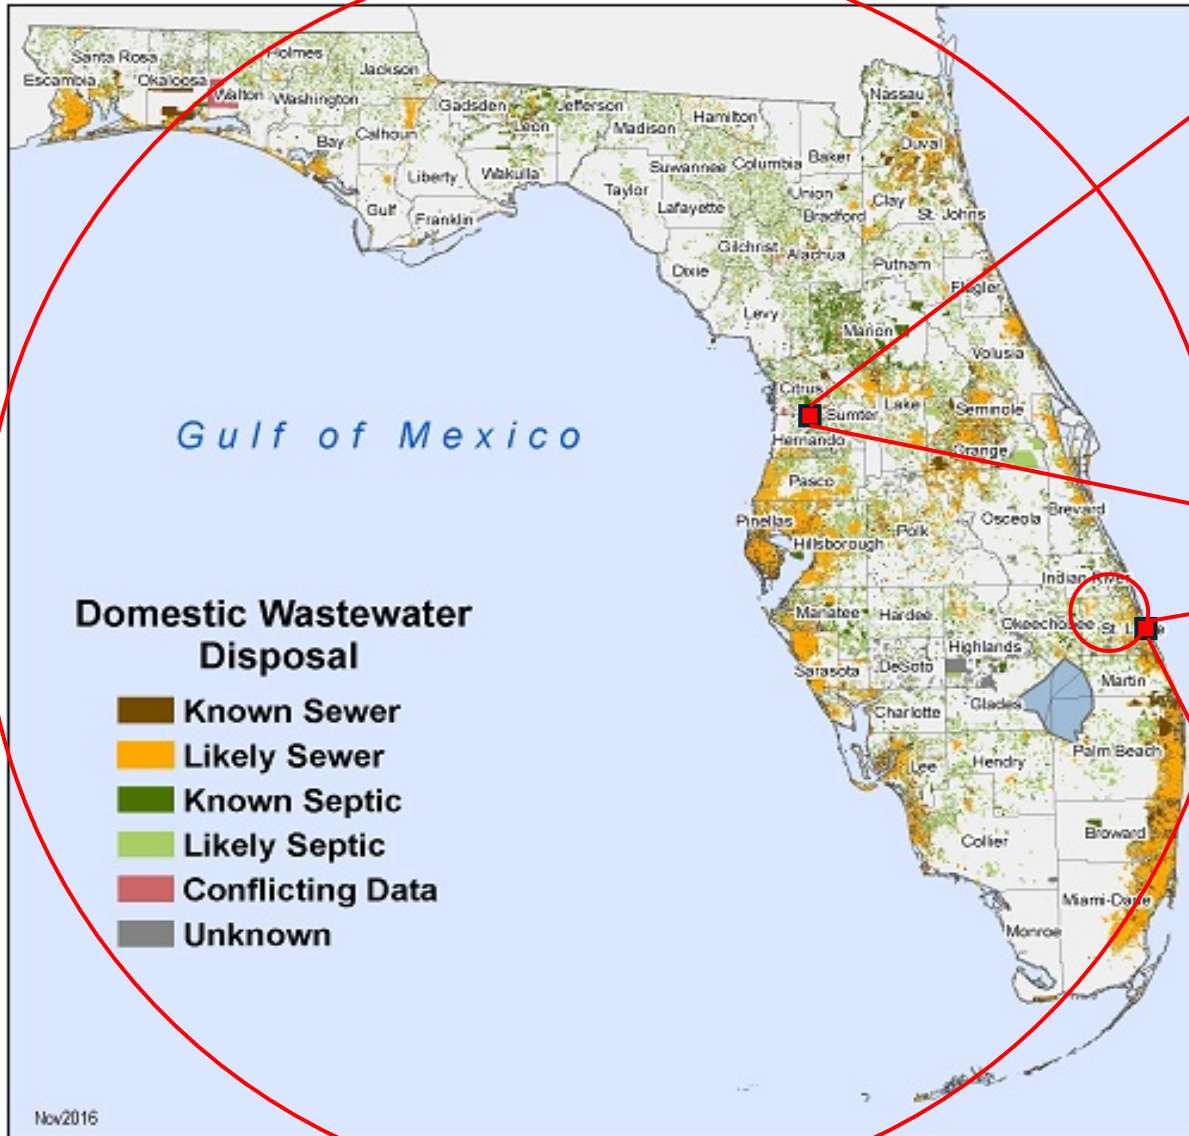 Santa Rosa
Holmes
Escambia
Okaloosa
Jackson
Walton
Washington
Gadsden
Jefferson
Nassau
Leon
Hamilton
Bay
Calhoun
Madison
Duval
Liberty
Wakulla
Suwannee
Columbia
Baker
Taylor
Union
Gulf
Franklin
Lafayette
Bradford
Clay
St. Johns
Gilchrist
Alachua
Dixie
Putnam
Flagler
Levy
Marion
Volusia
Citrus
Sumter
Lake
Seminole
Gulf of Mexico
Hernando
Orange
Pasco
Pinellas
Osceola
Brevard
Hillsborough
Polk
Indian River
Domestic Wastewater
Disposal
Manatee
Hardee
Okeechobee
Highlands
Sarasota
DeSoto
Martin
Known Sewer
Charlotte
Glades
Likely Sewer
Lee
Hendry
Palm Beach
Known Septic
Likely Septic
Collier
Broward
Conflicting Data
Miami-Dade
Unknown
Monroe
Nov2016